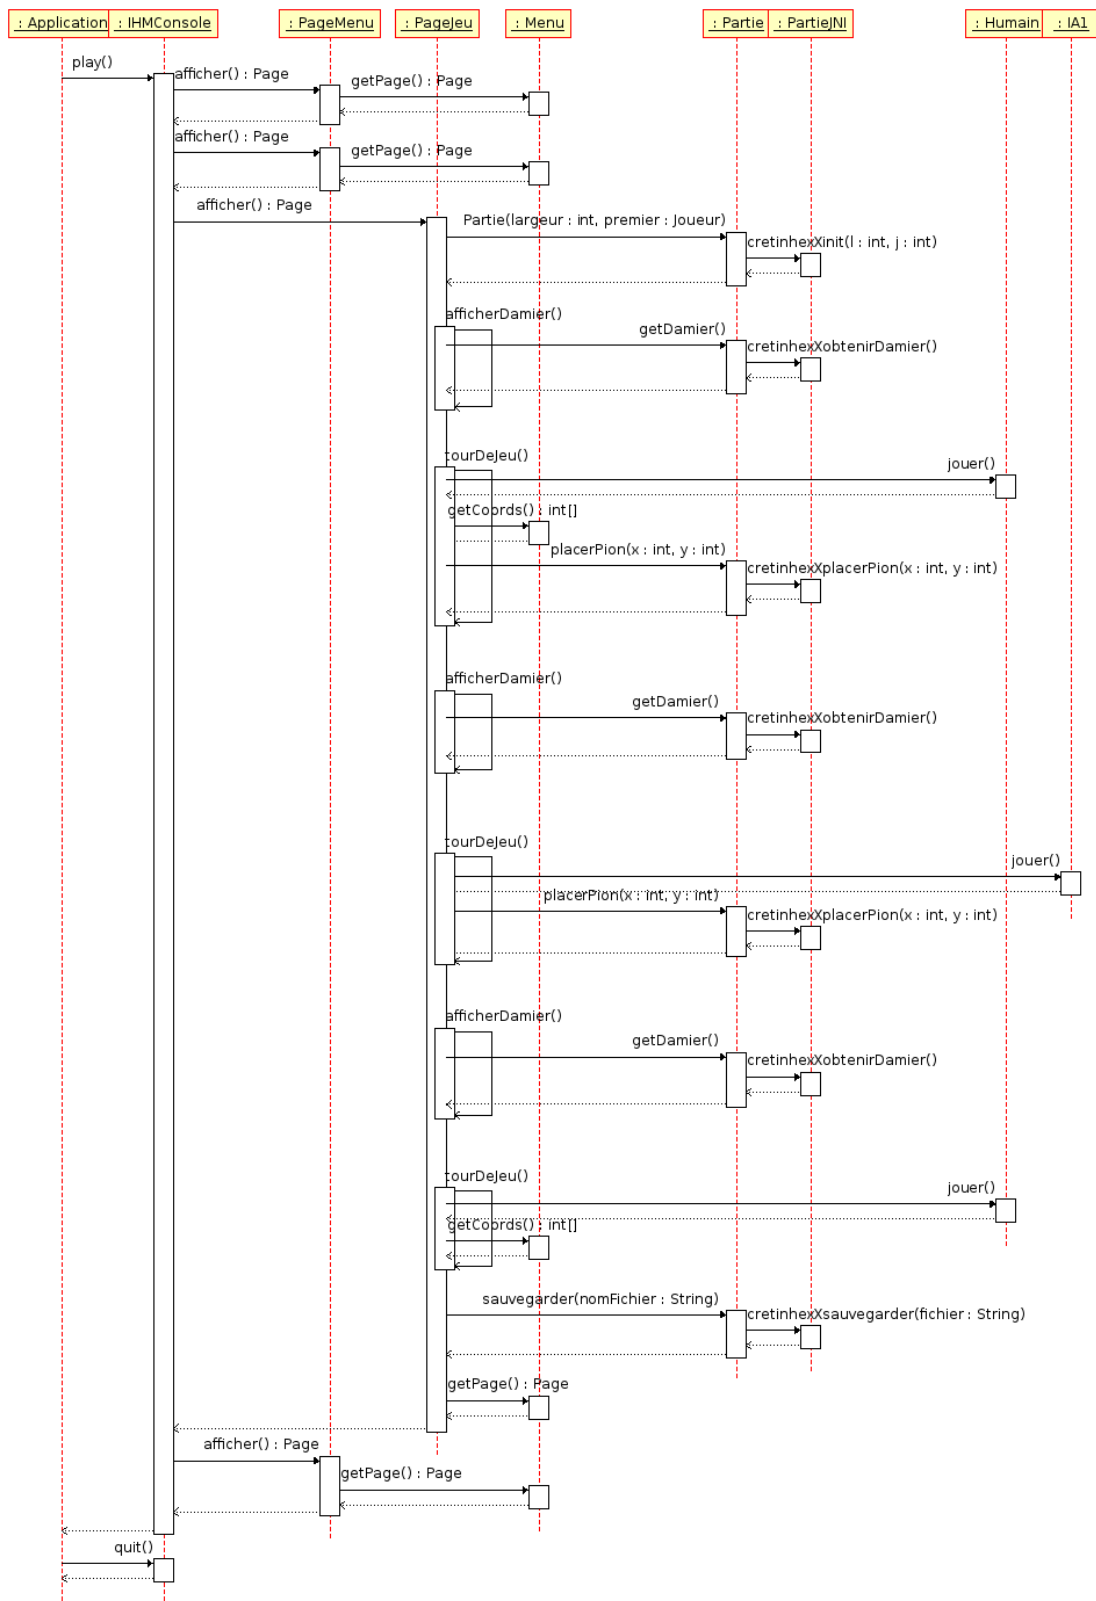 : Application : IHMConsole : PageMenu : PageJeu : Menu : Partie : PartieJNI : Humain : IA1
play()
afficher() : Page
getPage() : Page
afficher() : Page
getPage() : Page
afficher() : Page
Partie(largeur : int, premier : Joueur)
cretinhexXinit(l : int, j : int)
afficherDamier()
getDamier()
cretinhexXobtenirDamier()
tourDeJeu()
jouer()
getCoords() : int[]
placerPion(x : int, y : int)
cretinhexXplacerPion(x : int, y : int)
afficherDamier()
getDamier()
cretinhexXobtenirDamier()
tourDeJeu()
jouer()
placerPion(x : int, y : int)
cretinhexXplacerPion(x : int, y : int)
afficherDamier()
getDamier()
cretinhexXobtenirDamier()
tourDeJeu()
jouer()
getCoords() : int[]
sauvegarder(nomFichier : String)
cretinhexXsauvegarder(fichier : String)
getPage() : Page
afficher() : Page
getPage() : Page
quit()